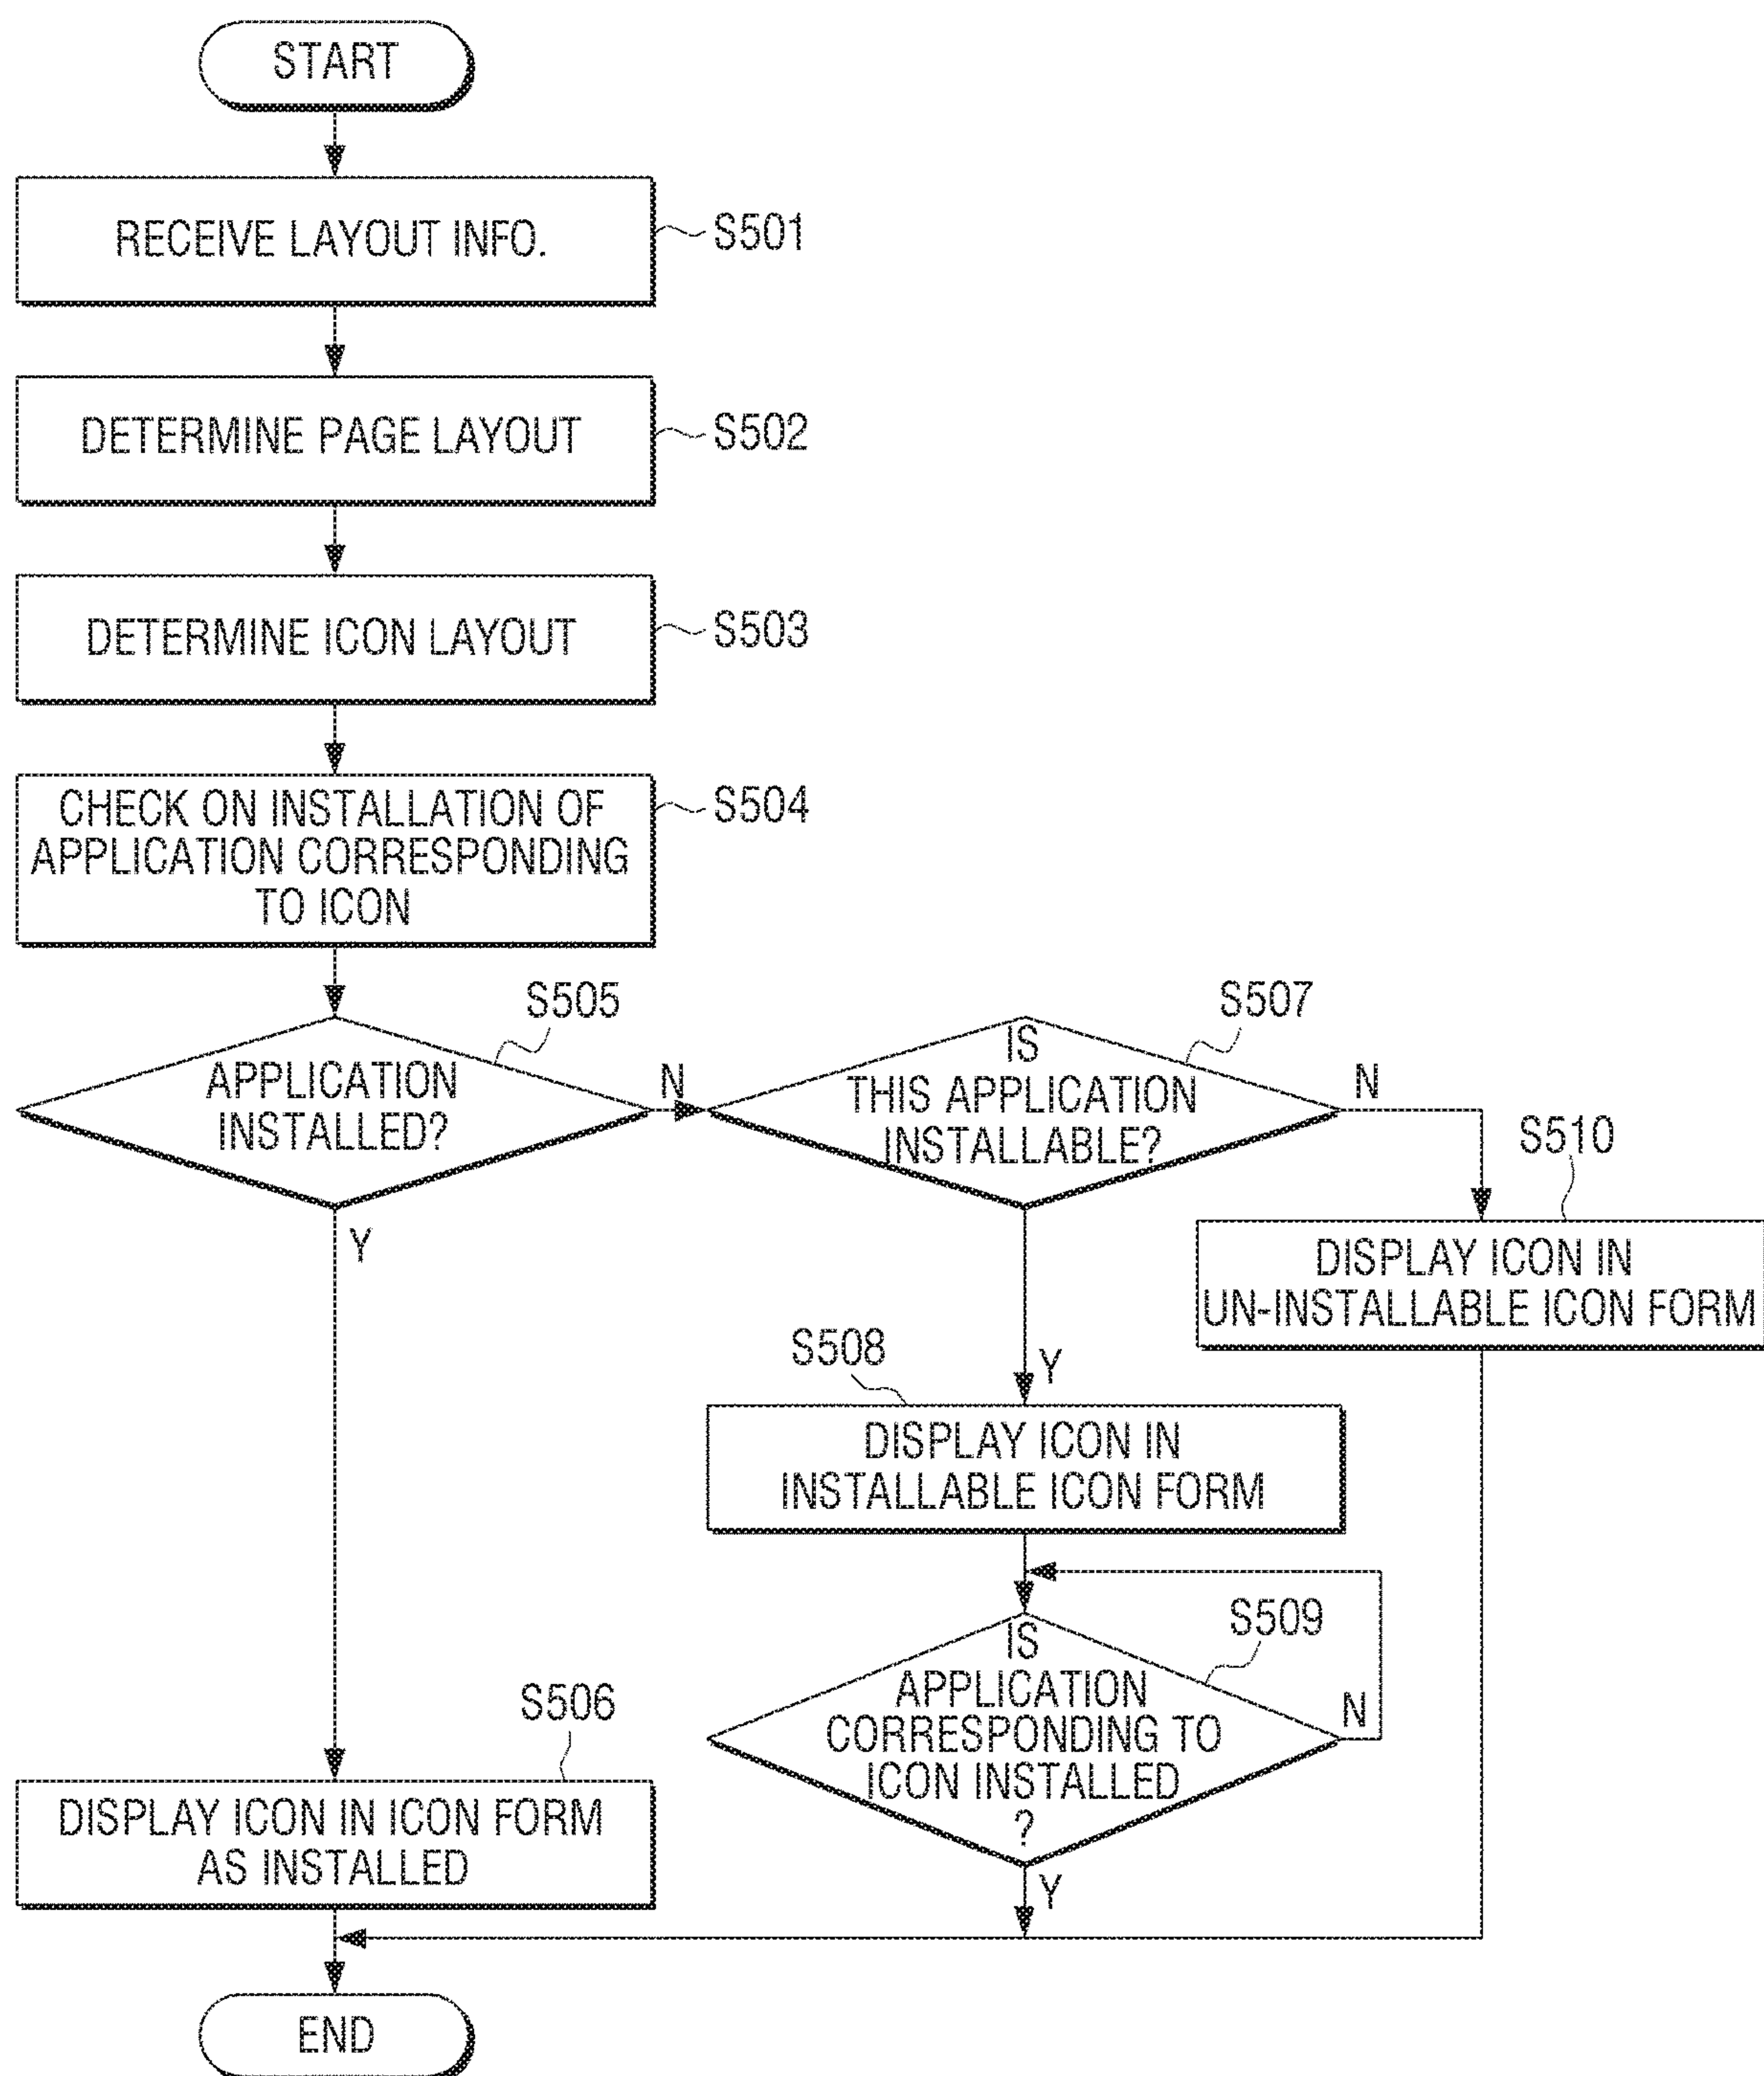 START
RECEIVE LAYOUT INFO.
S501
DETERMINE PAGE LAYOUT
S502
DETERMINE ICON LAYOUT
S503
CHECK ON INSTALLATION OF
APPLICATION CORRESPONDING
TO ICON
S504
S505
APPLICATION
INSTALLED?
N
Y
S507
IS
THIS APPLICATION
INSTALLABLE?
N
Y
S510
DISPLAY ICON IN
UN-INSTALLABLE ICON FORM
S508
DISPLAY ICON IN
INSTALLABLE ICON FORM
S509
IS
APPLICATION
CORRESPONDING TO
ICON INSTALLED
?
N
Y
S506
DISPLAY ICON IN ICON FORM
AS INSTALLED
END